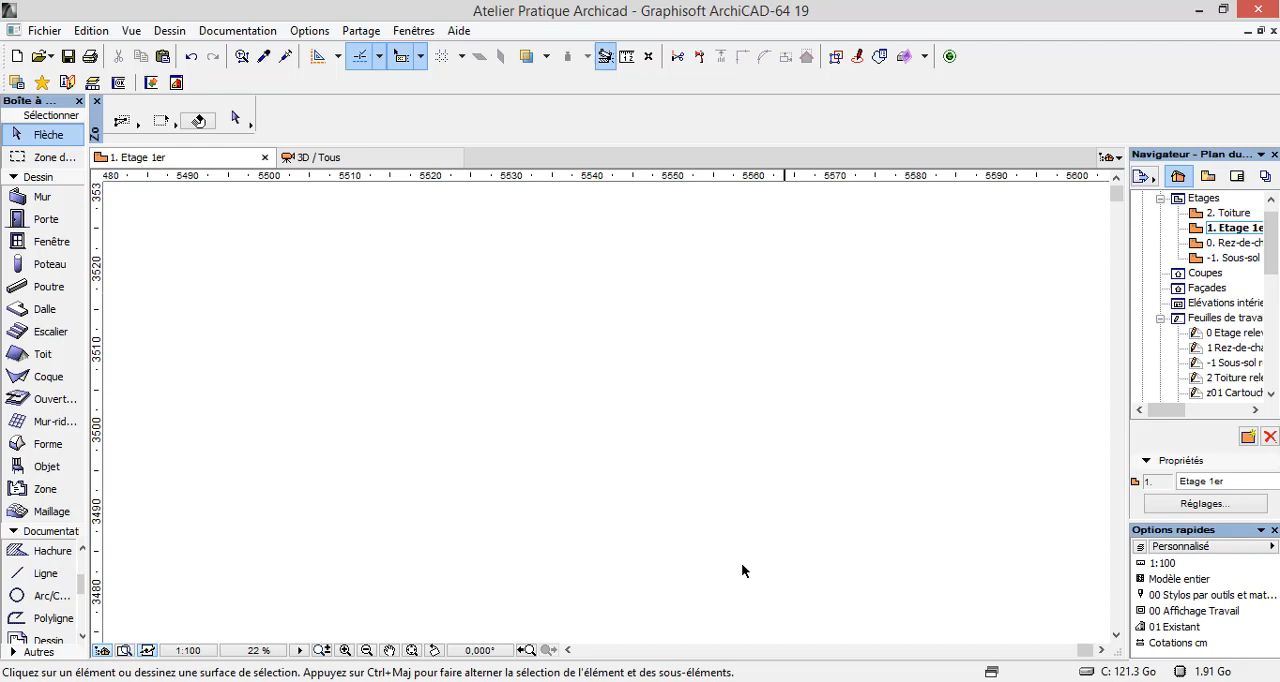 Atelier Pratique Archicad - Graphisoft ArchiCAD-64 19
Fichier Edition Vue Dessin Documentation Options Partage Fenêtres Aide
Boîte à ...
Sélectionner
Flèche
Zone d...
Dessin
Mur
Porte
Fenêtre
Poteau
Poutre
Dalle
Escalier
Toit
Coque
Ouvert...
Mur-rid...
Forme
Objet
Zone
Maillage
Documentat
Hachure
Ligne
Arc/C...
Polyligne
Dessin
Autres
1. Etage 1er
3D / Tous
480 5490 5500 5510 5520 5530 5540 5550 5560 5570 5580 5590 5600
353
3520
3510
3500
3490
3480
1:100
22 %
0,000°
Navigateur - Plan du...
Etages
2. Toiture
1. Etage 1e
0. Rez-de-ch
-1. Sous-sol
Coupes
Façades
Elévations intérie
Feuilles de trava
0 Etage relev
1 Rez-de-cha
-1 Sous-sol r
2 Toiture rele
z01 Cartouch
Propriétés
1. Etage 1er
Réglages...
Options rapides
Personnalisé
1:100
Modèle entier
00 Stylos par outils et mat...
00 Affichage Travail
01 Existant
Cotations cm
Cliquez sur un élément ou dessinez une surface de sélection. Appuyez sur Ctrl+Maj pour faire alterner la sélection de l'élément et des sous-éléments.
C: 121.3 Go
1.91 Go